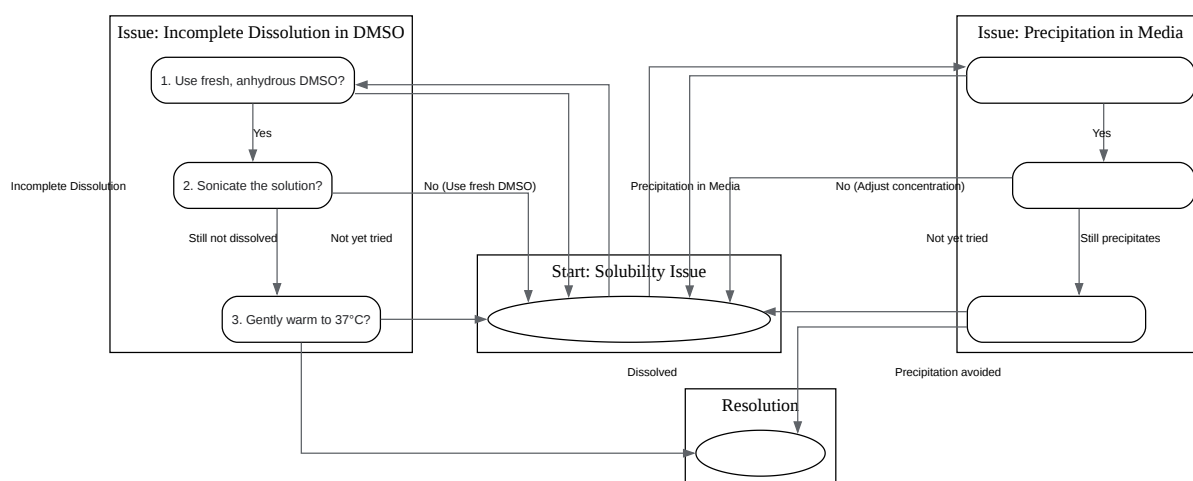 Issue: Incomplete Dissolution in DMSO
Issue: Precipitation in Media
1. Use fresh, anhydrous DMSO?
Yes
Yes
Incomplete Dissolution
2. Sonicate the solution?
No (Use fresh DMSO)
Precipitation in Media
No (Adjust concentration)
Still not dissolved
Not yet tried
Not yet tried
Still precipitates
Start: Solubility Issue
3. Gently warm to 37°C?
Dissolved
Precipitation avoided
Resolution